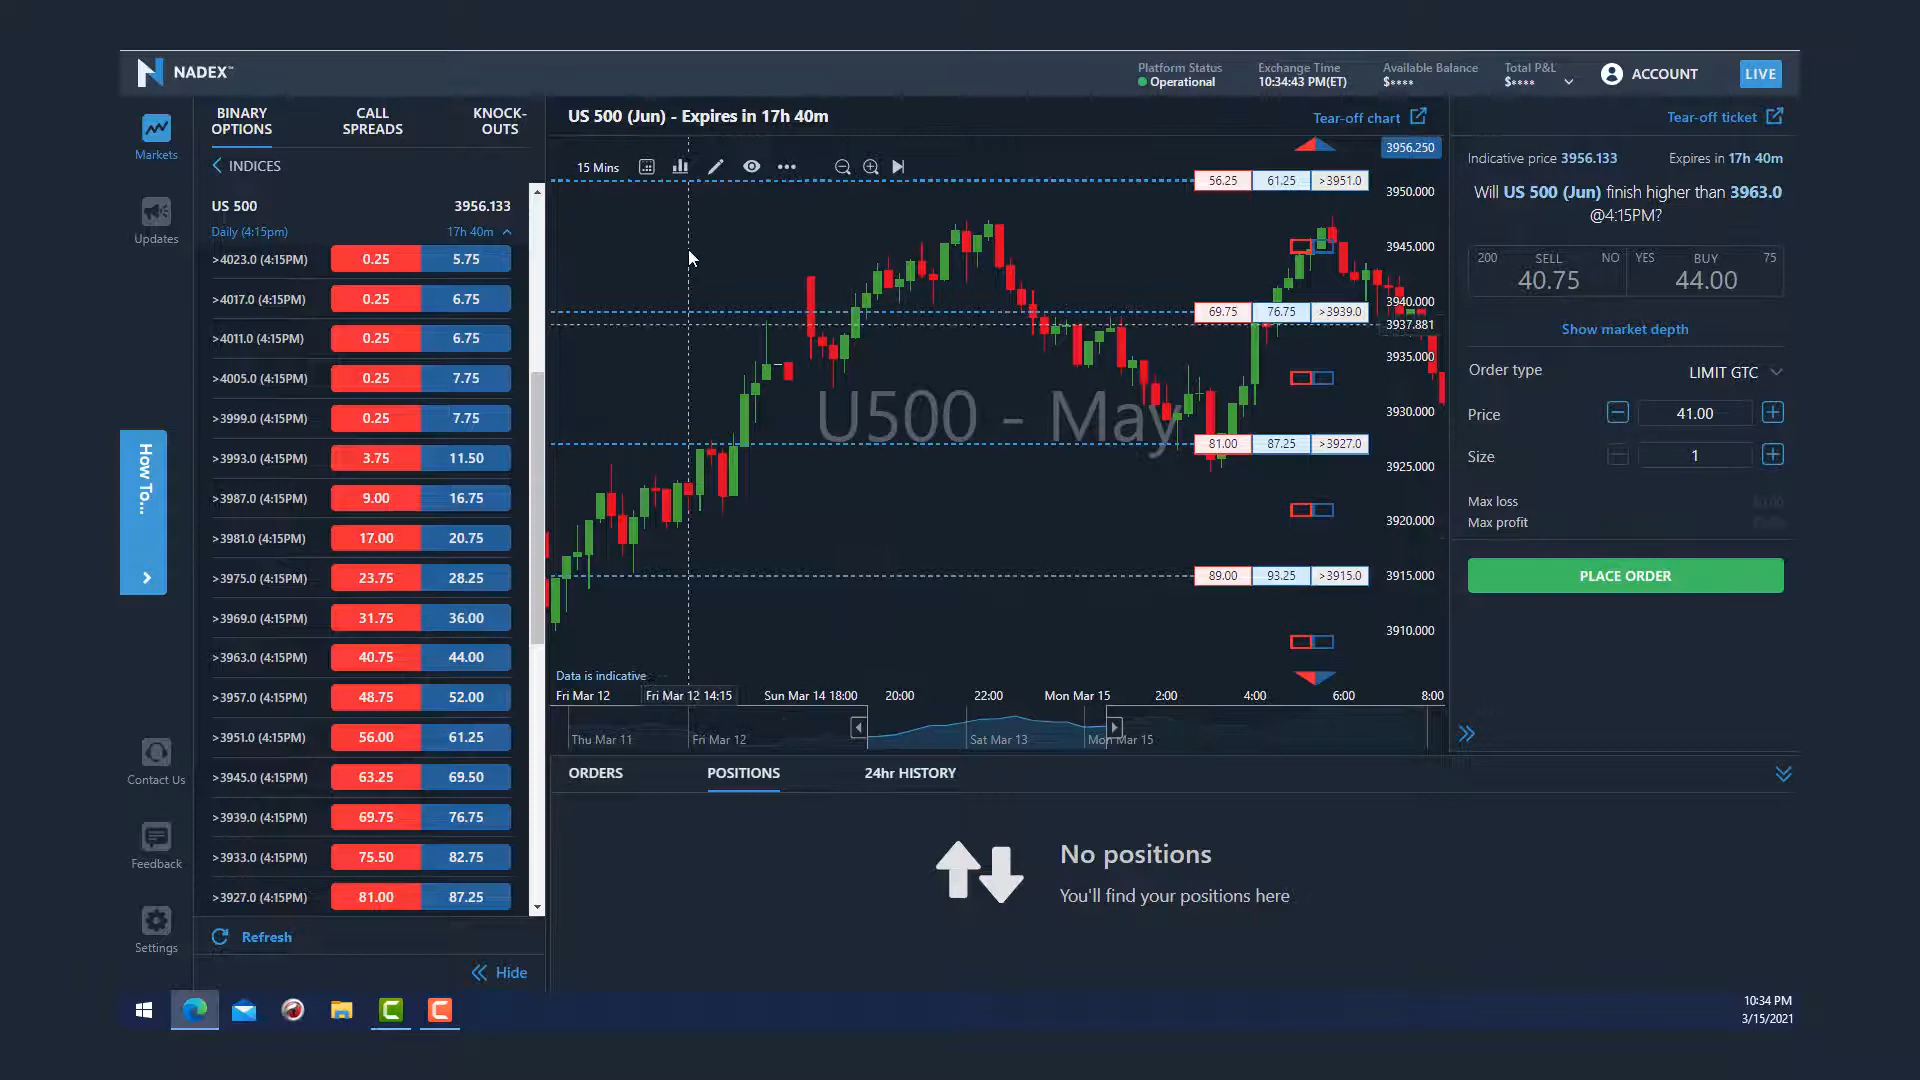 NADEX™
Platform Status
Operational
Exchange Time
10:34:43 PM(ET)
Available Balance
$****
Total P&L
$****
ACCOUNT
LIVE
Markets
Updates
How To...
Contact Us
Feedback
Settings
BINARY OPTIONS
CALL SPREADS
KNOCK-OUTS
INDICES
US 500 3956.133
Daily (4:15pm) 17h 40m
>4023.0 (4:15PM) 0.25 5.75
>4017.0 (4:15PM) 0.25 6.75
>4011.0 (4:15PM) 0.25 6.75
>4005.0 (4:15PM) 0.25 7.75
>3999.0 (4:15PM) 0.25 7.75
>3993.0 (4:15PM) 3.75 11.50
>3987.0 (4:15PM) 9.00 16.75
>3981.0 (4:15PM) 17.00 20.75
>3975.0 (4:15PM) 23.75 28.25
>3969.0 (4:15PM) 31.75 36.00
>3963.0 (4:15PM) 40.75 44.00
>3957.0 (4:15PM) 48.75 52.00
>3951.0 (4:15PM) 56.00 61.25
>3945.0 (4:15PM) 63.25 69.50
>3939.0 (4:15PM) 69.75 76.75
>3933.0 (4:15PM) 75.50 82.75
>3927.0 (4:15PM) 81.00 87.25
Refresh
Hide
US 500 (Jun) - Expires in 17h 40m
Tear-off chart
15 Mins
3956.250
56.25 61.25 >3951.0
3950.000
3945.000
3940.000
69.75 76.75 >3939.0
3937.881
3935.000
3930.000
U500 - May
81.00 87.25 >3927.0
3925.000
3920.000
89.00 93.25 >3915.0
3915.000
3910.000
Data is indicative
Fri Mar 12 Fri Mar 12 14:15 Sun Mar 14 18:00 20:00 22:00 Mon Mar 15 2:00 4:00 6:00 8:00
Thu Mar 11 Fri Mar 12 Sat Mar 13 Mon Mar 15
Tear-off ticket
Indicative price 3956.133 Expires in 17h 40m
Will US 500 (Jun) finish higher than 3963.0
@4:15PM?
200 SELL NO YES BUY 75
40.75 44.00
Show market depth
Order type LIMIT GTC
Price 41.00
Size 1
Max loss
Max profit
PLACE ORDER
ORDERS POSITIONS 24hr HISTORY
No positions
You'll find your positions here
10:34 PM
3/15/2021